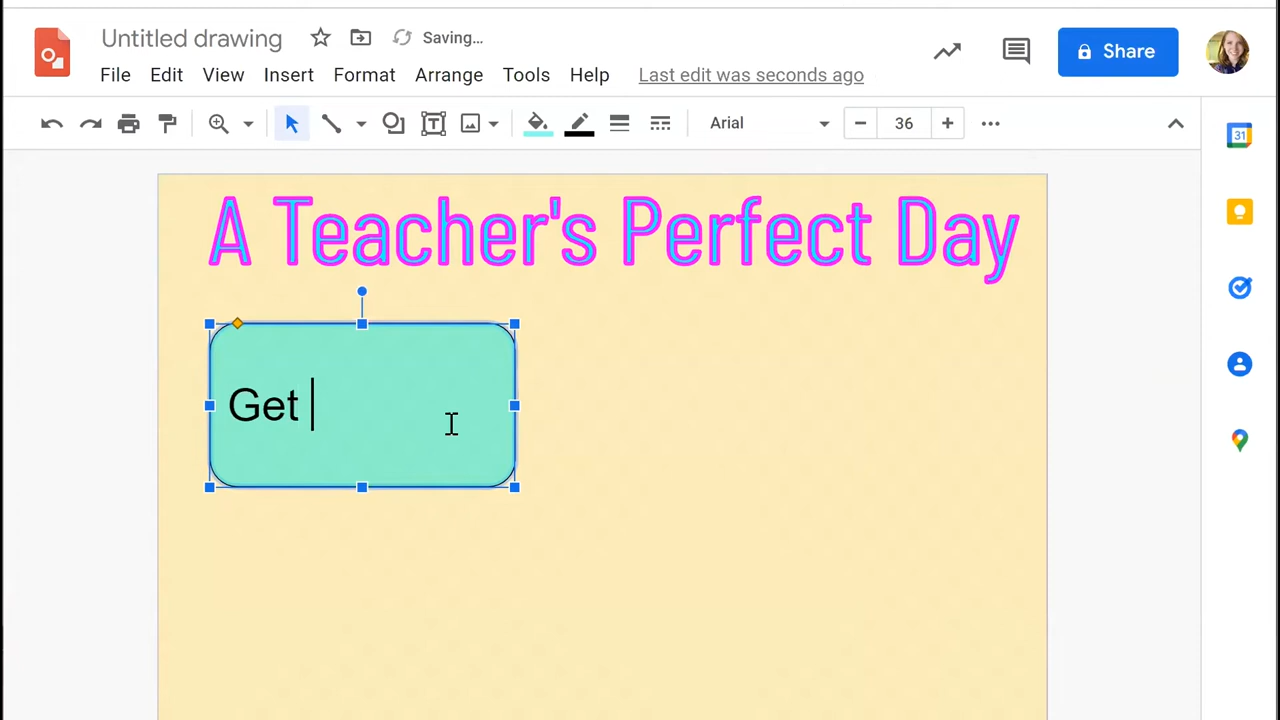 Untitled drawing
Saving...
File Edit View Insert Format Arrange Tools Help
Last edit was seconds ago
Share
Arial
36
31
A Teacher's Perfect Day
Get